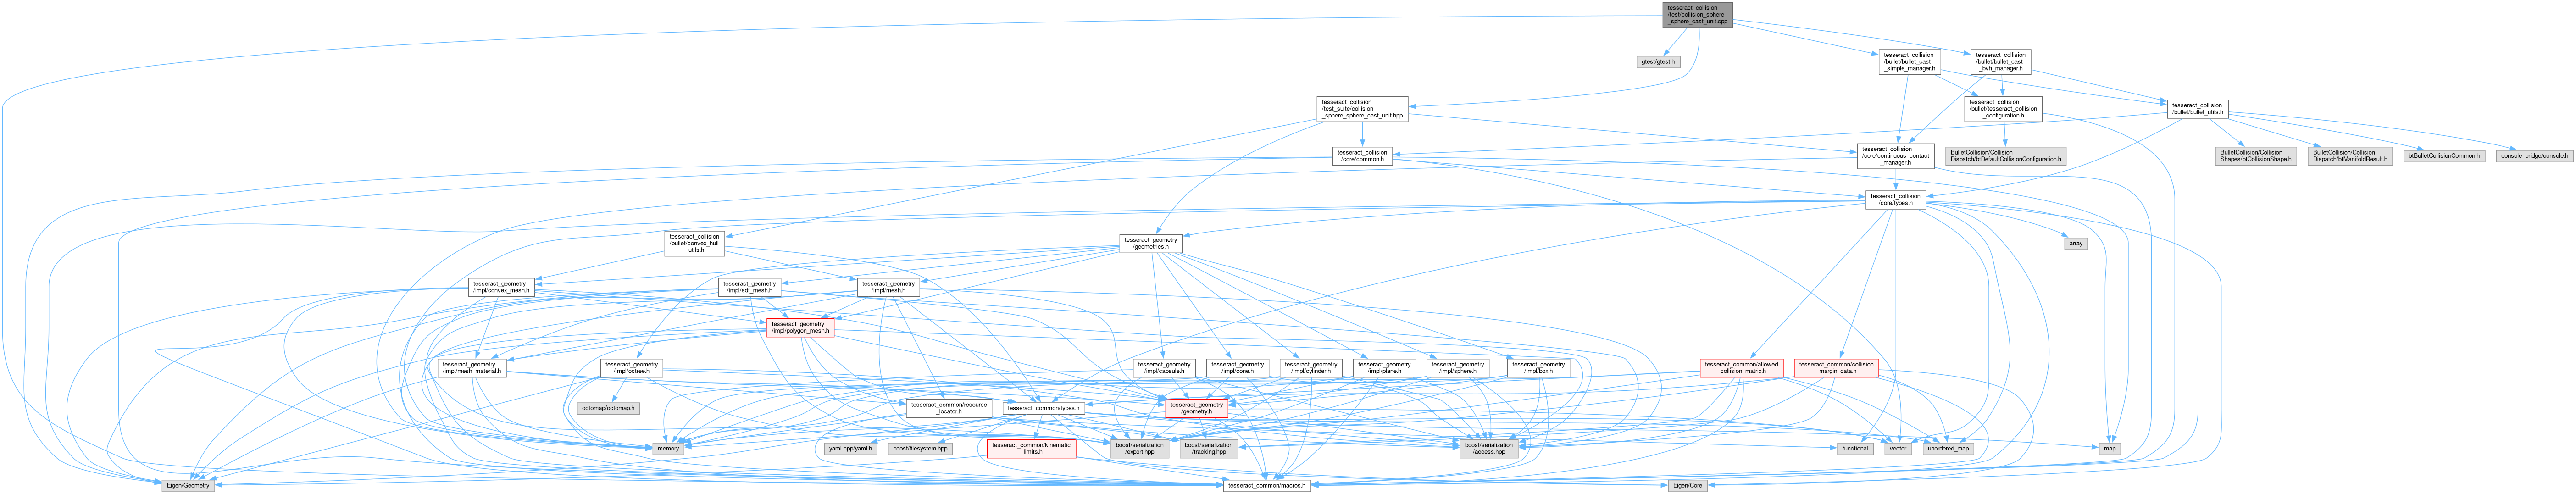 tesseract_collision
/test/collision_sphere
_sphere_cast_unit.cpp
gtest/gtest.h
tesseract_collision
/bullet/bullet_cast
_simple_manager.h
tesseract_collision
/bullet/bullet_cast
_bvh_manager.h
tesseract_collision
/test_suite/collision
_sphere_sphere_cast_unit.hpp
tesseract_collision
/bullet/tesseract_collision
_configuration.h
tesseract_collision
/bullet/bullet_utils.h
tesseract_collision
/core/common.h
tesseract_collision
/core/continuous_contact
_manager.h
BulletCollision/Collision
Dispatch/btDefaultCollisionConfiguration.h
BulletCollision/Collision
Shapes/btCollisionShape.h
BulletCollision/Collision
Dispatch/btManifoldResult.h
btBulletCollisionCommon.h
console_bridge/console.h
tesseract_collision
/core/types.h
tesseract_collision
/bullet/convex_hull
_utils.h
tesseract_geometry
/geometries.h
array
tesseract_geometry
/impl/convex_mesh.h
tesseract_geometry
/impl/sdf_mesh.h
tesseract_geometry
/impl/mesh.h
tesseract_geometry
/impl/polygon_mesh.h
tesseract_geometry
/impl/mesh_material.h
tesseract_geometry
/impl/octree.h
tesseract_geometry
/impl/capsule.h
tesseract_geometry
/impl/cone.h
tesseract_geometry
/impl/cylinder.h
tesseract_geometry
/impl/plane.h
tesseract_geometry
/impl/sphere.h
tesseract_geometry
/impl/box.h
tesseract_common/allowed
_collision_matrix.h
tesseract_common/collision
_margin_data.h
octomap/octomap.h
tesseract_common/resource
_locator.h
tesseract_common/types.h
tesseract_geometry
/geometry.h
memory
yaml-cpp/yaml.h
boost/filesystem.hpp
tesseract_common/kinematic
_limits.h
boost/serialization
/export.hpp
boost/serialization
/tracking.hpp
boost/serialization
/access.hpp
functional
vector
unordered_map
map
Eigen/Geometry
tesseract_common/macros.h
Eigen/Core